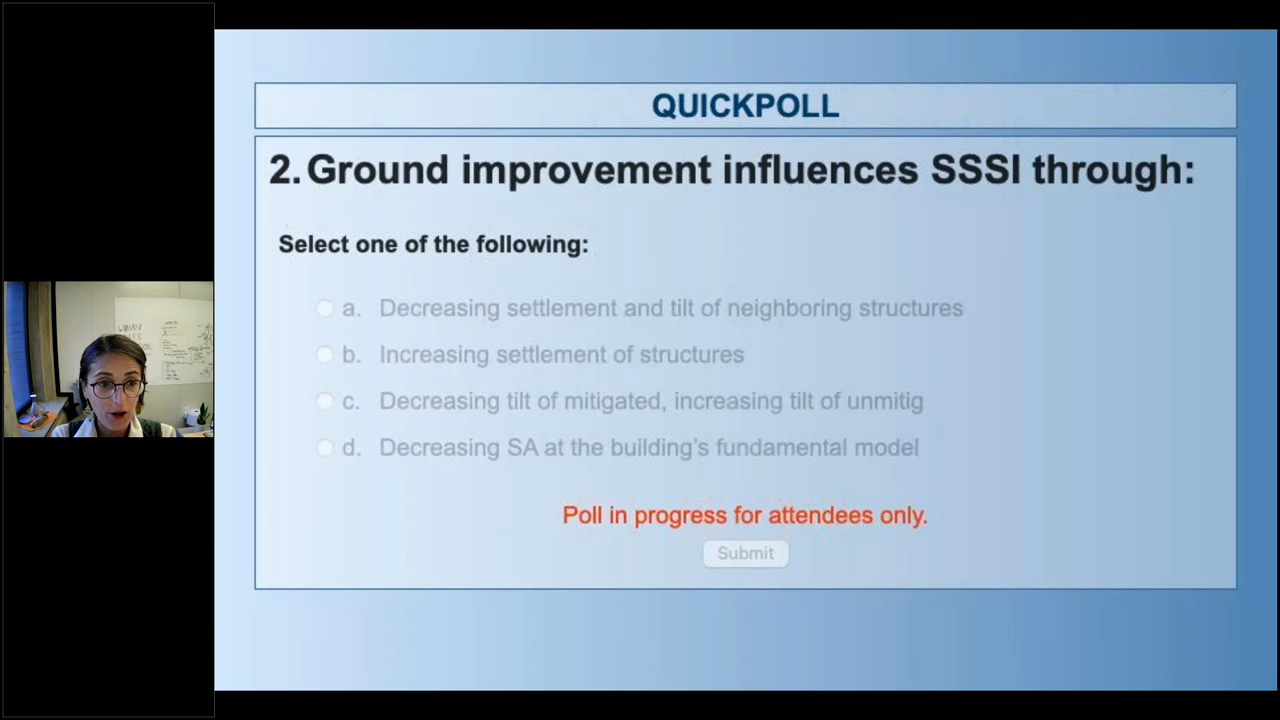 QUICKPOLL
2. Ground improvement influences SSSI through:
Select one of the following:
a. Decreasing settlement and tilt of neighboring structures
b. Increasing settlement of structures
c. Decreasing tilt of mitigated, increasing tilt of unmitig
d. Decreasing SA at the building's fundamental model
Poll in progress for attendees only.
Submit